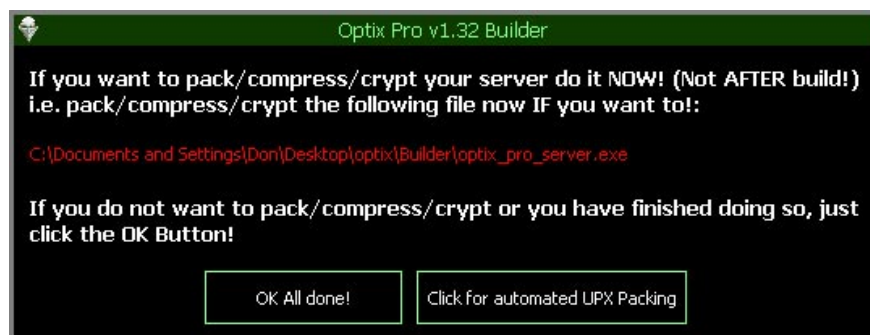 Optix Pro v1.32 Builder
If you want to pack/compress/crypt your server do it NOW! (Not AFTER build!)
i.e. pack/compress/crypt the following file now IF you want to!:
C:\Documents and Settings\Don\Desktop\optix\Builder\optix_pro_server.exe
If you do not want to pack/compress/crypt or you have finished doing so, just
click the OK Button!
OK All done!
Click for automated UPX Packing